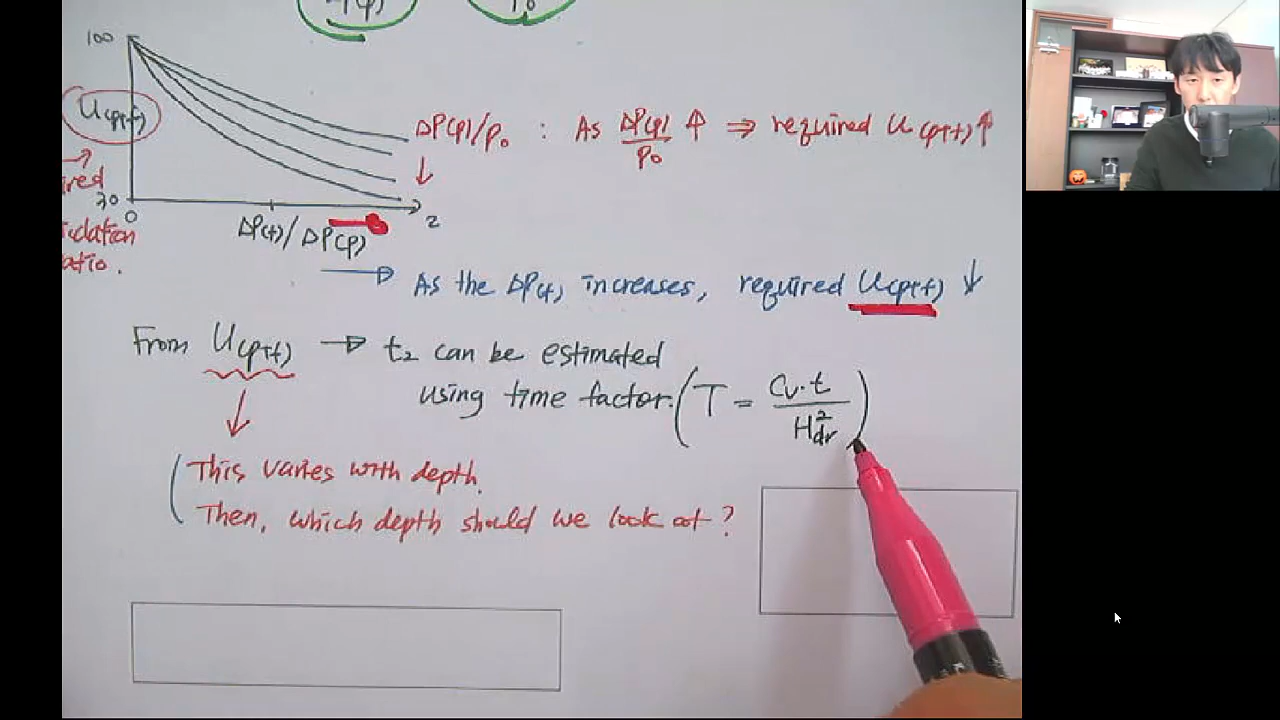 100
U(p+f)
ired
idation
atio.
30
0
ΔP(f)/ΔP(p)
2
ΔP(p)/P₀ : As ΔP(p)/P₀ ↑ ⇒ required U(p+f) ↑
↓
→ As the ΔP(f) increases, required U(p+f) ↓
From U(p+f) → t₂ can be estimated
using time factor. (T = Cv·t / H²dr)
This varies with depth.
Then, which depth should we look at?